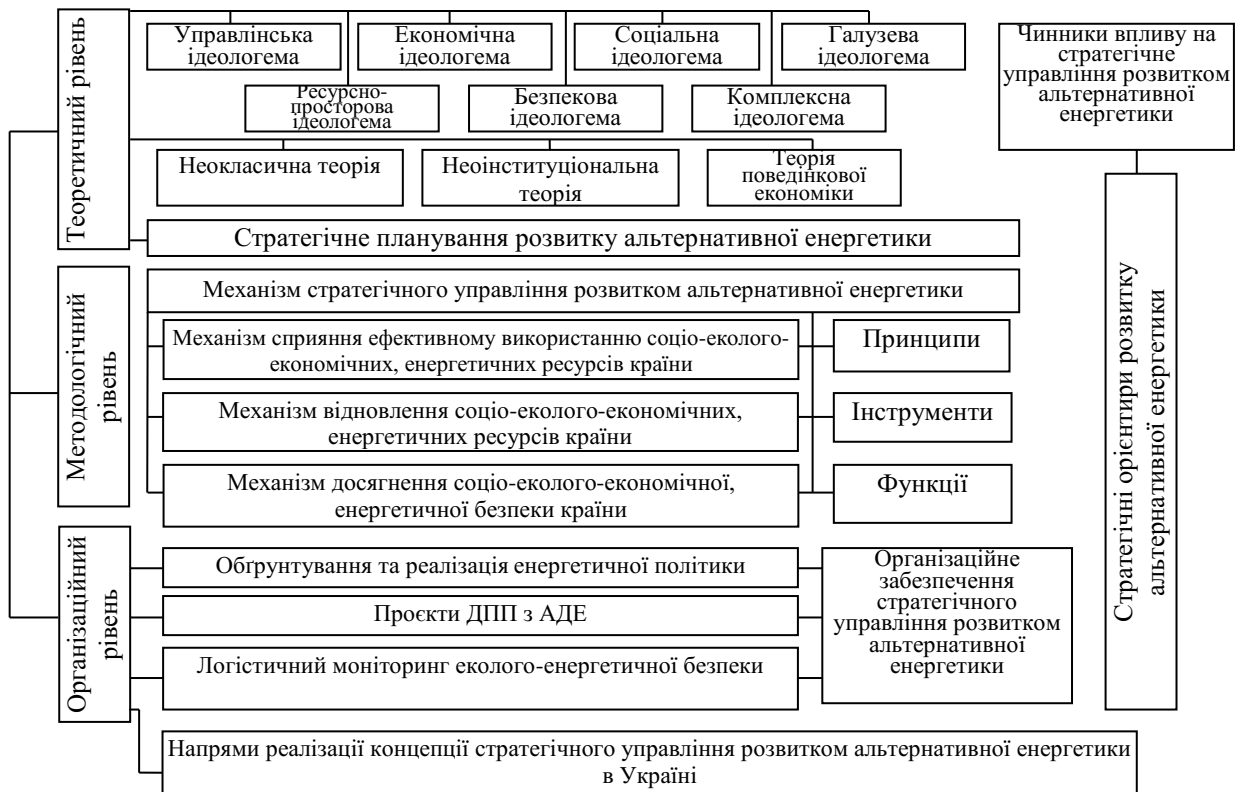 Теоретичний рівень
Управлінська
ідеологема
Економічна
ідеологема
Соціальна
ідеологема
Галузева
ідеологема
Ресурсно-
просторова
ідеологема
Безпекова
ідеологема
Комплексна
ідеологема
Неокласична теорія
Неоінституціональна
теорія
Теорія
поведінкової
економіки
Стратегічне планування розвитку альтернативної енергетики
Чинники впливу на
стратегічне
управління розвитком
альтернативної
енергетики
Стратегічні орієнтири розвитку
альтернативної енергетики
Методологічний
рівень
Механізм стратегічного управління розвитком альтернативної енергетики
Механізм сприяння ефективному використанню соціо-еколого-
економічних, енергетичних ресурсів країни
Принципи
Механізм відновлення соціо-еколого-економічних,
енергетичних ресурсів країни
Інструменти
Механізм досягнення соціо-еколого-економічної,
енергетичної безпеки країни
Функції
Організаційний
рівень
Обґрунтування та реалізація енергетичної політики
Проєкти ДПП з АДЕ
Логістичний моніторинг еколого-енергетичної безпеки
Організаційне
забезпечення
стратегічного
управління розвитком
альтернативної
енергетики
Напрями реалізації концепції стратегічного управління розвитком альтернативної енергетики
в Україні